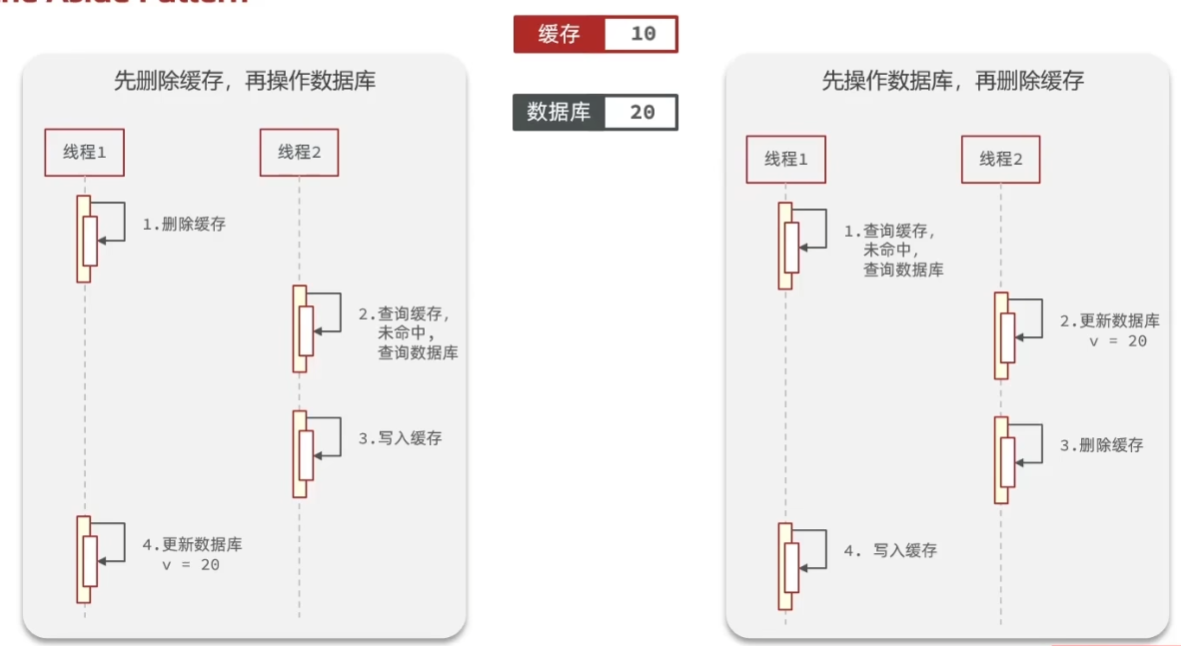 缓存 10
数据库 20
先删除缓存，再操作数据库
线程1
线程2
1.删除缓存
2.查询缓存，
未命中，
查询数据库
3.写入缓存
4.更新数据库
v = 20
先操作数据库，再删除缓存
线程1
线程2
1.查询缓存，
未命中，
查询数据库
2.更新数据库
v = 20
3.删除缓存
4. 写入缓存